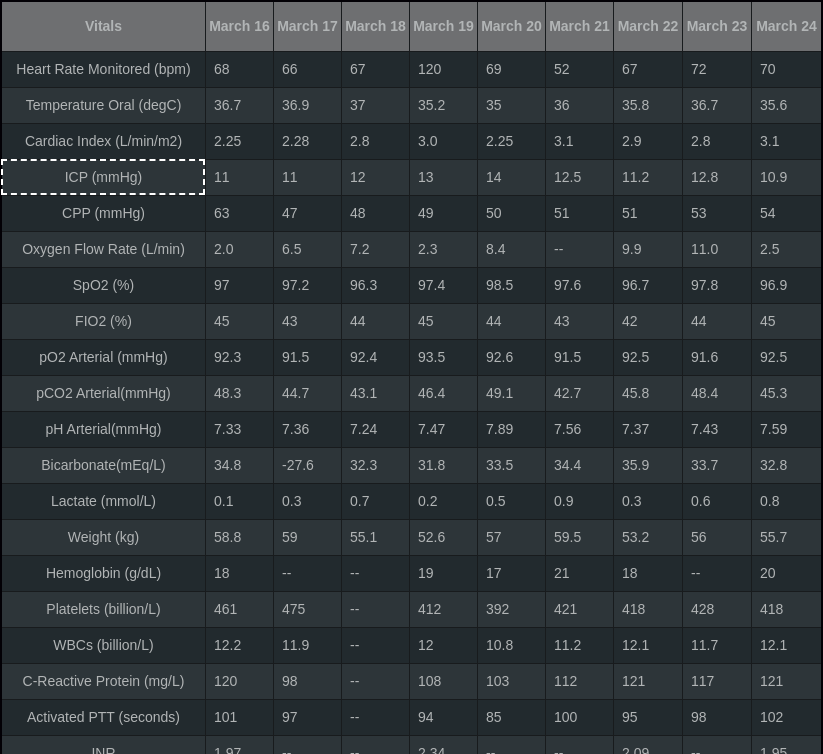 Vitals March 16 March 17 March 18 March 19 March 20 March 21 March 22 March 23 March 24
Heart Rate Monitored (bpm) 68 66 67 120 69 52 67 72 70
Temperature Oral (degC) 36.7 36.9 37 35.2 35 36 35.8 36.7 35.6
Cardiac Index (L/min/m2) 2.25 2.28 2.8 3.0 2.25 3.1 2.9 2.8 3.1
ICP (mmHg) 11 11 12 13 14 12.5 11.2 12.8 10.9
CPP (mmHg) 63 47 48 49 50 51 51 53 54
Oxygen Flow Rate (L/min) 2.0 6.5 7.2 2.3 8.4 -- 9.9 11.0 2.5
SpO2 (%) 97 97.2 96.3 97.4 98.5 97.6 96.7 97.8 96.9
FIO2 (%) 45 43 44 45 44 43 42 44 45
pO2 Arterial (mmHg) 92.3 91.5 92.4 93.5 92.6 91.5 92.5 91.6 92.5
pCO2 Arterial(mmHg) 48.3 44.7 43.1 46.4 49.1 42.7 45.8 48.4 45.3
pH Arterial(mmHg) 7.33 7.36 7.24 7.47 7.89 7.56 7.37 7.43 7.59
Bicarbonate(mEq/L) 34.8 -27.6 32.3 31.8 33.5 34.4 35.9 33.7 32.8
Lactate (mmol/L) 0.1 0.3 0.7 0.2 0.5 0.9 0.3 0.6 0.8
Weight (kg) 58.8 59 55.1 52.6 57 59.5 53.2 56 55.7
Hemoglobin (g/dL) 18 -- -- 19 17 21 18 -- 20
Platelets (billion/L) 461 475 -- 412 392 421 418 428 418
WBCs (billion/L) 12.2 11.9 -- 12 10.8 11.2 12.1 11.7 12.1
C-Reactive Protein (mg/L) 120 98 -- 108 103 112 121 117 121
Activated PTT (seconds) 101 97 -- 94 85 100 95 98 102
INR 1.97 -- -- 2.34 -- -- 2.09 -- 1.95